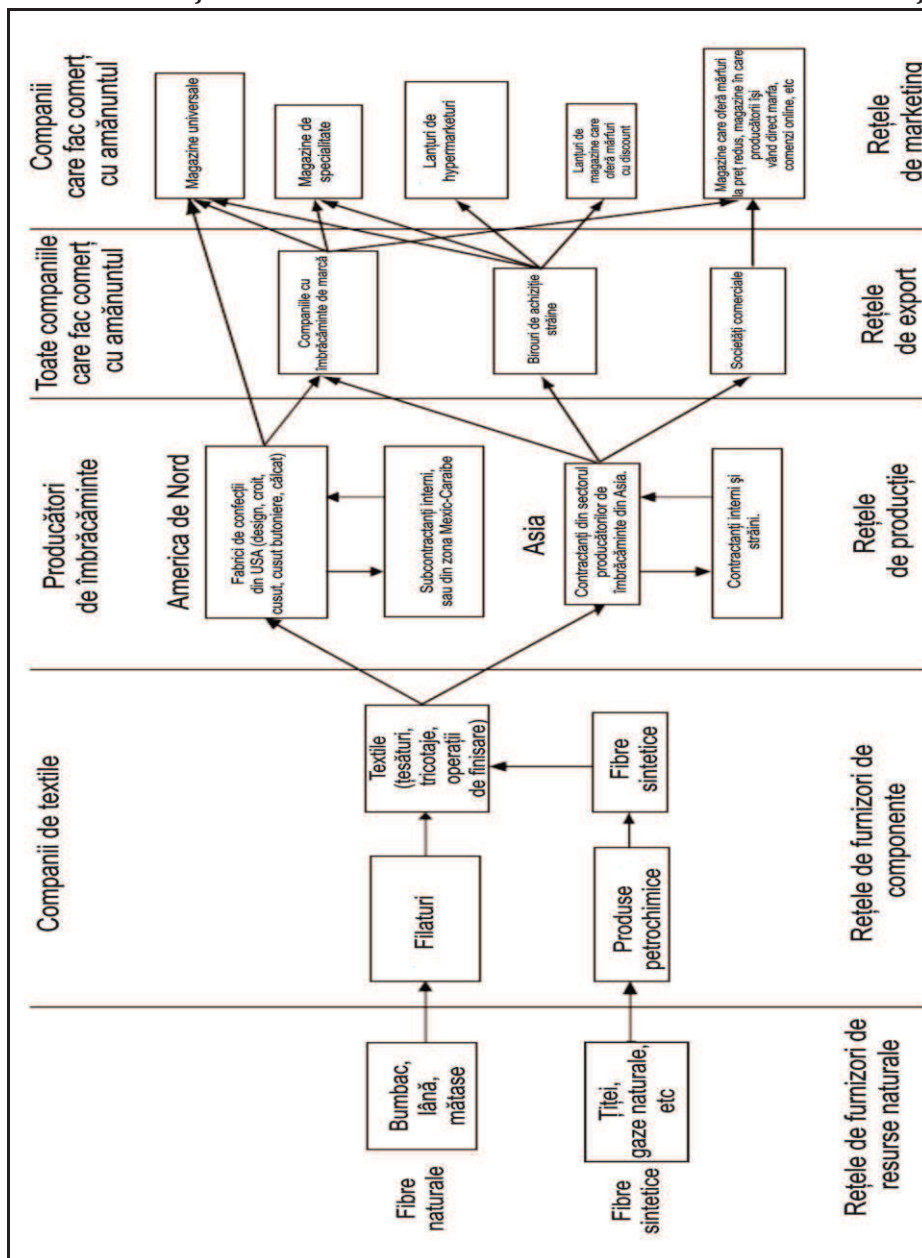 Companii de textile
Producători
de îmbrăcăminte
Toate companiile
care fac comerț
cu amănuntul
Companii
care fac comerț
cu amănuntul
Fibre
naturale
Bumbac,
lână,
mătase
Filaturi
Textile
(țesături,
tricotaje,
operații
de finisare)
Fibre
sintetice
Țiței,
gaze naturale,
etc
Produse
petrochimice
Fibre
sintetice
America de Nord
Fabrici de confecții
din USA (design, croit,
cusut, cusut butoniere, călcat)
Subcontractanți interni,
sau din zona Mexic-Caraibe
Asia
Contractanți din sectorul
producătorilor de
îmbrăcăminte din Asia.
Contractanți interni și
străini.
Companiile cu
îmbrăcăminte de marcă
Birouri de achiziție
străine
Societăți comerciale
Magazine universale
Magazine de
specialitate
Lanțuri de
hypermarketuri
Lanțuri de
magazine care
oferă mărfuri
cu discount
Magazine care oferă mărfuri
la preț redus, magazine în care
producătorii își
vând direct marfa,
comenzi online, etc
Rețele de furnizori de
resurse naturale
Rețele de furnizori de
componente
Rețele
de producție
Rețele
de export
Rețele
de marketing